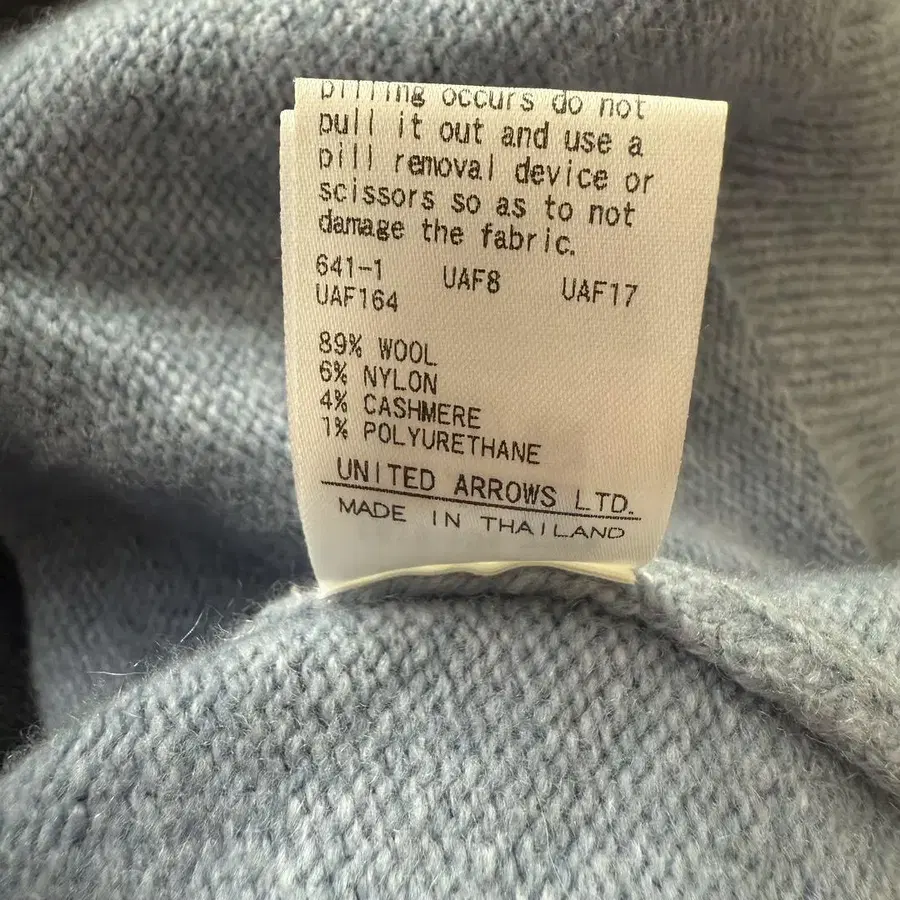 pilling occurs do not
pull it out and use a
pill removal device or
scissors so as to not
damage the fabric.
641-1 UAF8 UAF17
UAF164
89% WOOL
6% NYLON
4% CASHMERE
1% POLYURETHANE
UNITED ARROWS LTD.
MADE IN THAILAND